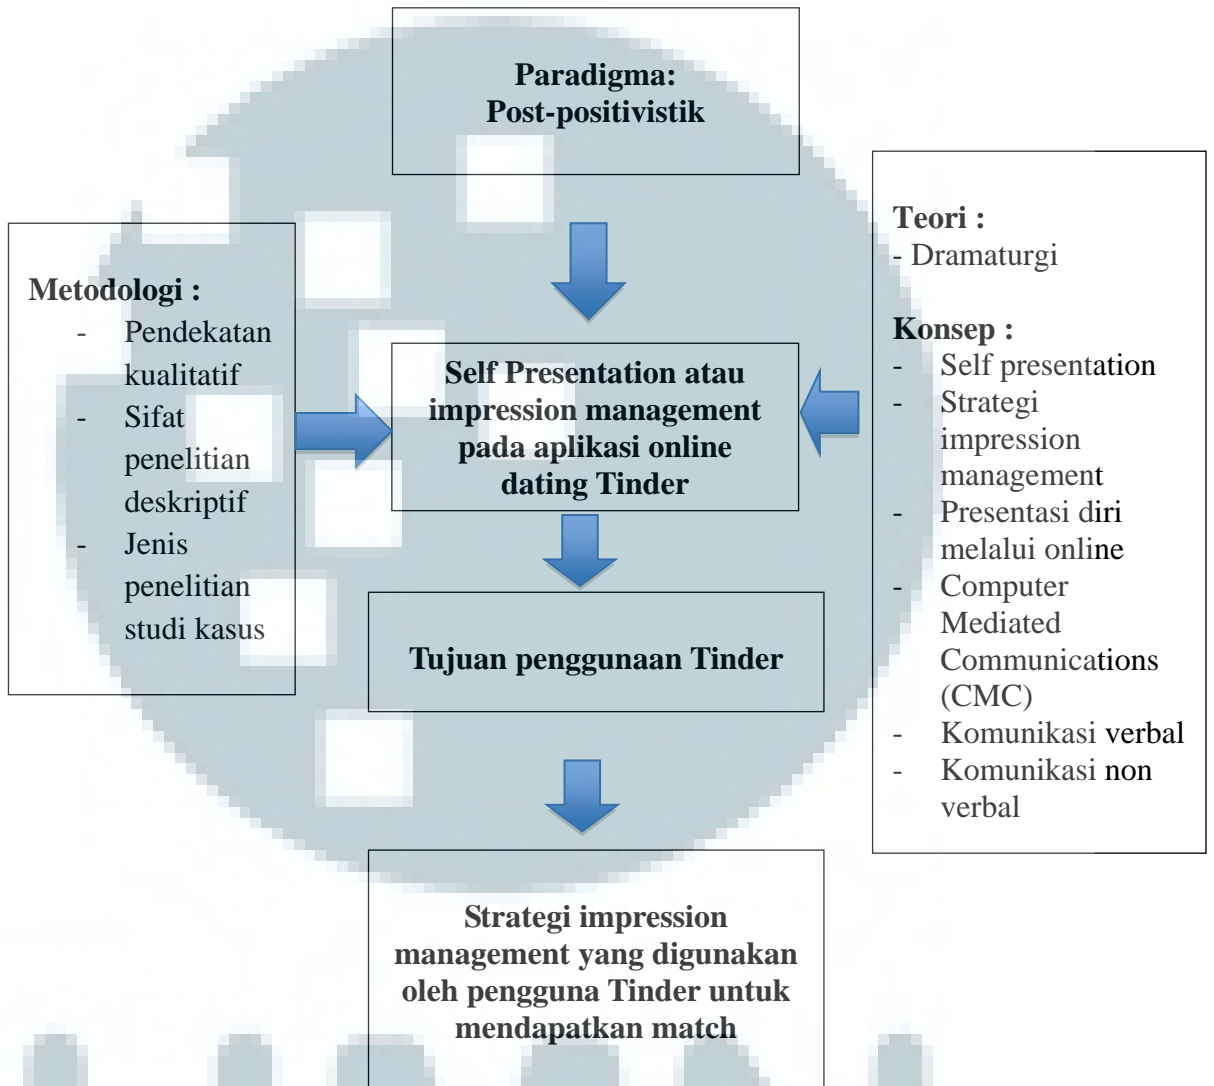 Paradigma:
Post-positivistik
Metodologi :
- Pendekatan
kualitatif
- Sifat
penelitian
deskriptif
- Jenis
penelitian
studi kasus
Self Presentation atau
impression management
pada aplikasi online
dating Tinder
Teori :
- Dramaturgi
Konsep :
- Self presentation
- Strategi
impression
management
- Presentasi diri
melalui online
- Computer
Mediated
Communications
(CMC)
- Komunikasi verbal
- Komunikasi non
verbal
Tujuan penggunaan Tinder
Strategi impression
management yang digunakan
oleh pengguna Tinder untuk
mendapatkan match